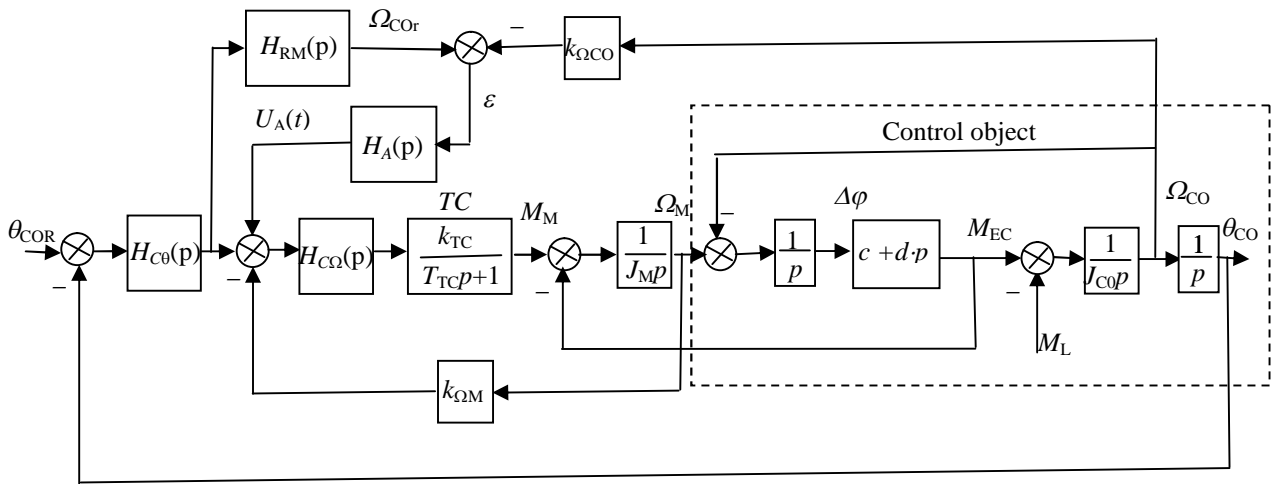 Ω_COr
−
H_RM(p)
k_ΩCO
ε
U_A(t)
H_A(p)
Control object
TC
M_M
Ω_M
−
Δφ
Ω_CO
θ_COR
H_Cθ(p)
H_CΩ(p)
k_TC
T_TCp+1
1
J_Mp
1
p
c +d·p
M_EC
1
J_C0p
1
p
θ_CO
−
−
−
−
M_L
k_ΩM